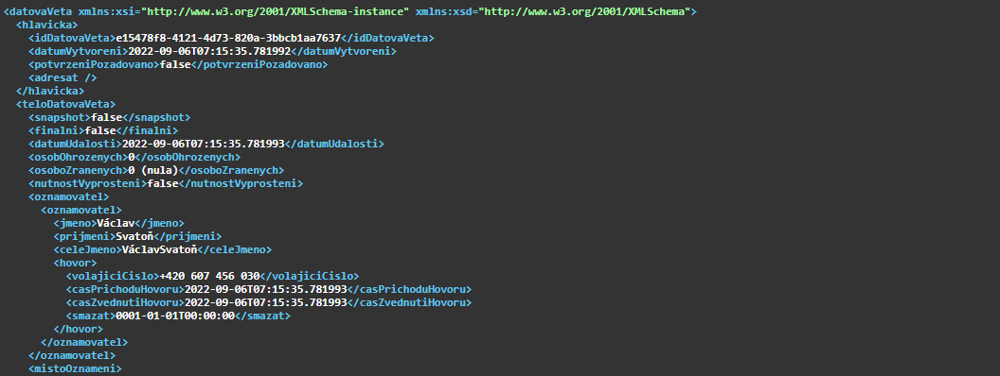 <datovaVeta xmlns:xsi="http://www.w3.org/2001/XMLSchema-instance" xmlns:xsd="http://www.w3.org/2001/XMLSchema">
<hlavicka>
<idDatovaVeta>e15478f8-4121-4d73-820a-3bbcb1aa7637</idDatovaVeta>
<datumVytvoreni>2022-09-06T07:15:35.781992</datumVytvoreni>
<potvrzeniPozadovano>false</potvrzeniPozadovano>
<adresat />
</hlavicka>
<teloDatovaVeta>
<snapshot>false</snapshot>
<finalni>false</finalni>
<datumUdalosti>2022-09-06T07:15:35.781993</datumUdalosti>
<osobOhrozenych>0</osobOhrozenych>
<osoboZranenych>0 (nula)</osoboZranenych>
<nutnostVyprosteni>false</nutnostVyprosteni>
<oznamovatel>
<oznamovatel>
<jmeno>Václav</jmeno>
<prijmeni>Svatoň</prijmeni>
<celeJmeno>VáclavSvatoň</celeJmeno>
<hovor>
<volajiciCislo>+420 607 456 030</volajiciCislo>
<casPrichoduHovoru>2022-09-06T07:15:35.781993</casPrichoduHovoru>
<casZvednutiHovoru>2022-09-06T07:15:35.781993</casZvednutiHovoru>
<smazat>0001-01-01T00:00:00</smazat>
</hovor>
</oznamovatel>
</oznamovatel>
<mistoOznameni>